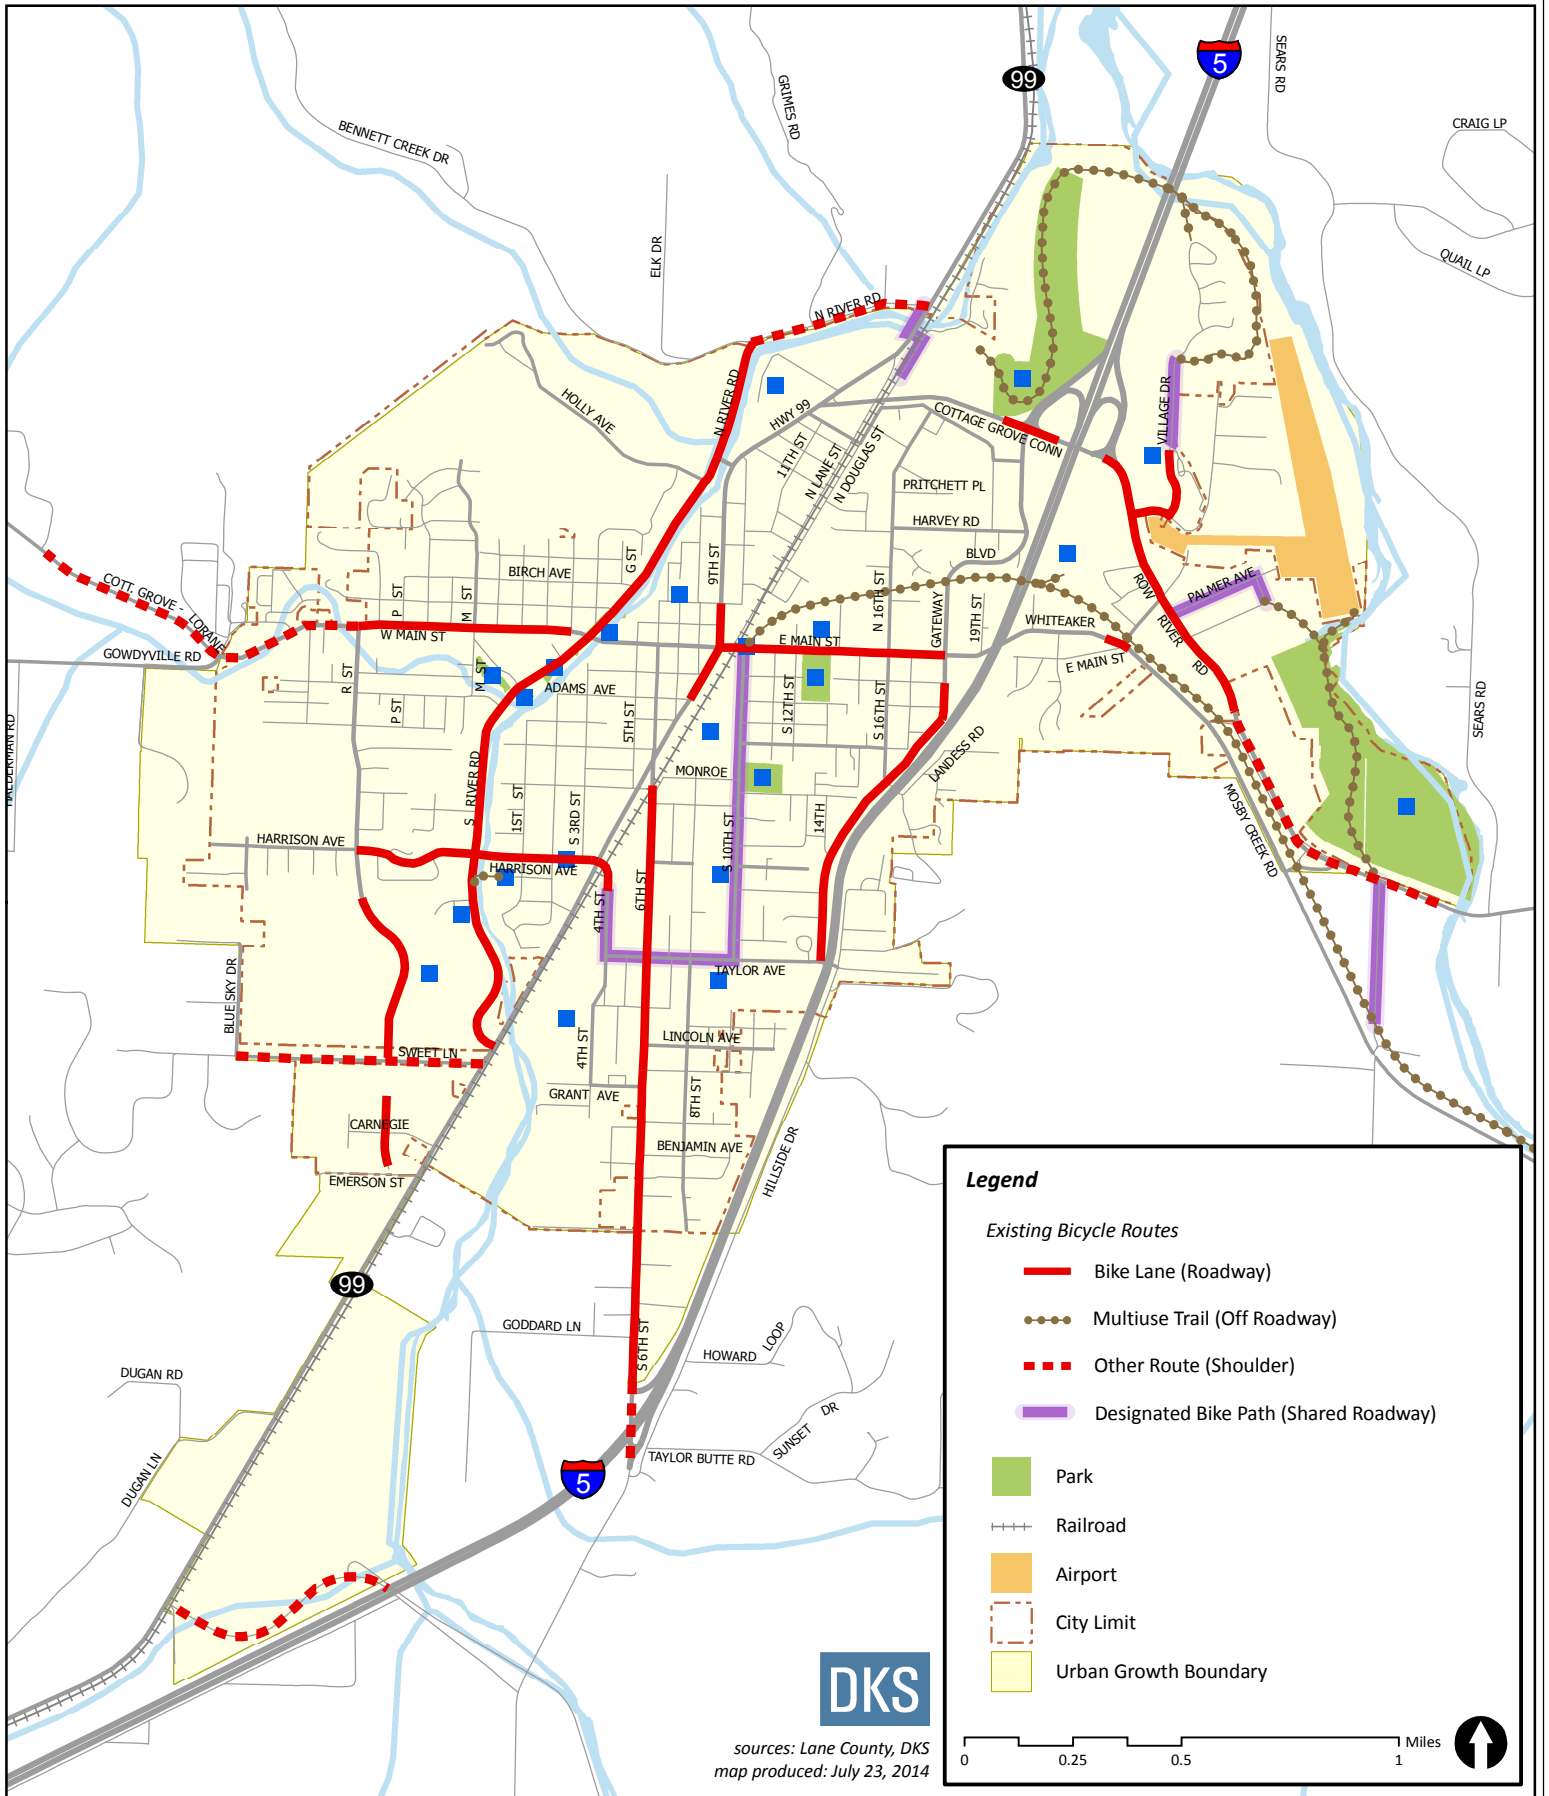 5
99
SEARS RD
GRIMES RD
CRAIG LP
BENNETT CREEK DR
ELK DR
QUAIL LP
N RIVER RD
HOLLY AVE
N RIVER RD
HWY 99
COTTAGE GROVE CONN
VILLAGE DR
11TH ST
N LANE ST
N DOUGLAS ST
PRITCHETT PL
HARVEY RD
BLVD
G ST
9TH ST
BIRCH AVE
COTT. GROVE - LORANE
P ST
M ST
N 16TH ST
GATEWAY
19TH ST
ROW RIVER RD
PALMER AVE
WHITEAKER
W MAIN ST
E MAIN ST
E MAIN ST
GOWDYVILLE RD
R ST
M ST
ADAMS AVE
P ST
5TH ST
S 12TH ST
S 16TH ST
SEARS RD
HALDERMAN RD
LANDESS RD
S RIVER RD
MONROE
1ST ST
S 3RD ST
14TH
MOSBY CREEK RD
HARRISON AVE
HARRISON AVE
S 10TH ST
6TH ST
4TH ST
TAYLOR AVE
BLUE SKY DR
SWEET LN
4TH ST
LINCOLN AVE
GRANT AVE
8TH ST
CARNEGIE
BENJAMIN AVE
HILLSIDE DR
EMERSON ST
99
GODDARD LN
S 6TH ST
HOWARD LOOP
DUGAN RD
SUNSET DR
TAYLOR BUTTE RD
DUGAN LN
5
Legend
Existing Bicycle Routes
Bike Lane (Roadway)
Multiuse Trail (Off Roadway)
Other Route (Shoulder)
Designated Bike Path (Shared Roadway)
Park
Railroad
Airport
City Limit
Urban Growth Boundary
Miles
0 0.25 0.5 1
DKS
sources: Lane County, DKS
map produced: July 23, 2014